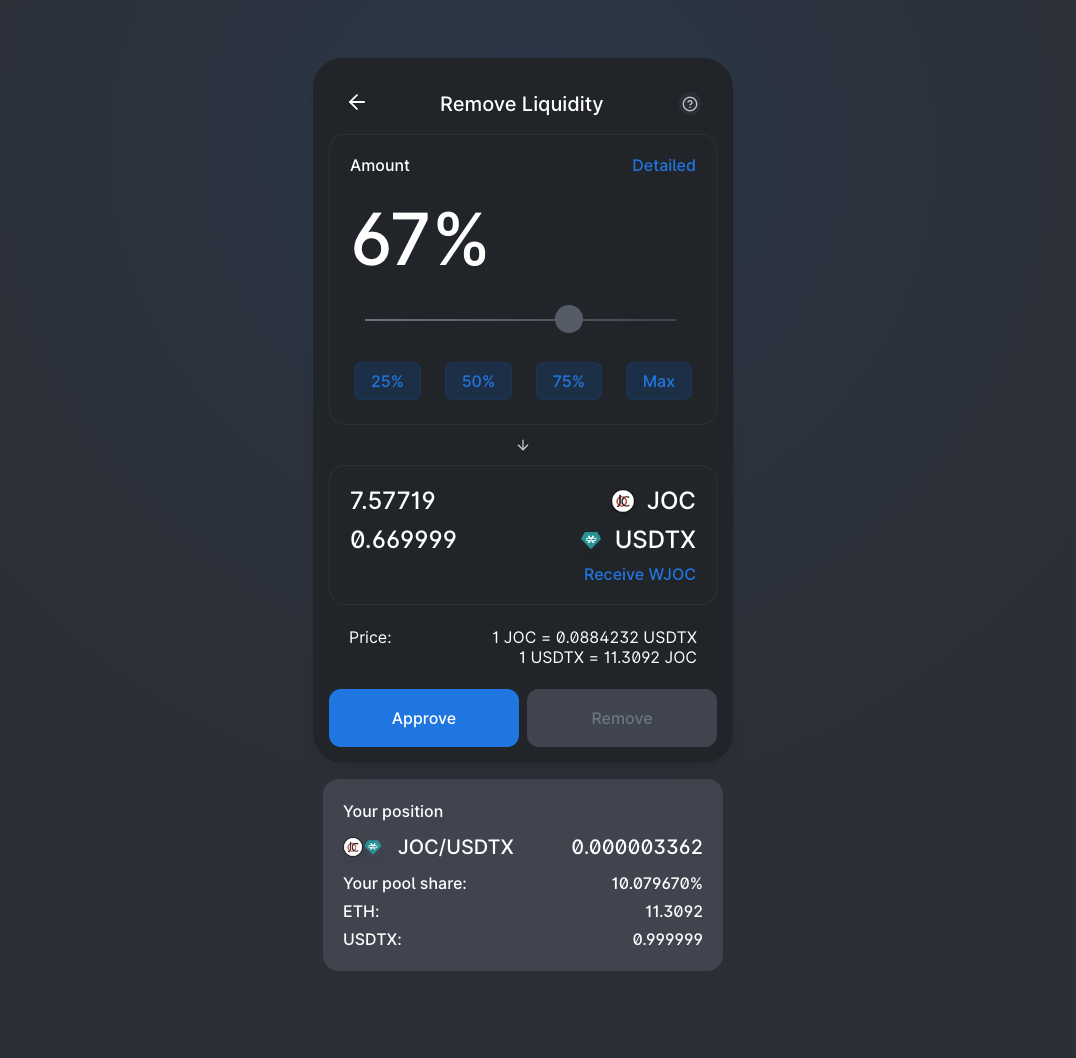 Remove Liquidity
Amount Detailed
67%
25% 50% 75% Max
7.57719 JOC
0.669999 USDTX
Receive WJOC
Price: 1 JOC = 0.0884232 USDTX
1 USDTX = 11.3092 JOC
Approve Remove
Your position
JOC/USDTX 0.000003362
Your pool share: 10.079670%
ETH: 11.3092
USDTX: 0.999999